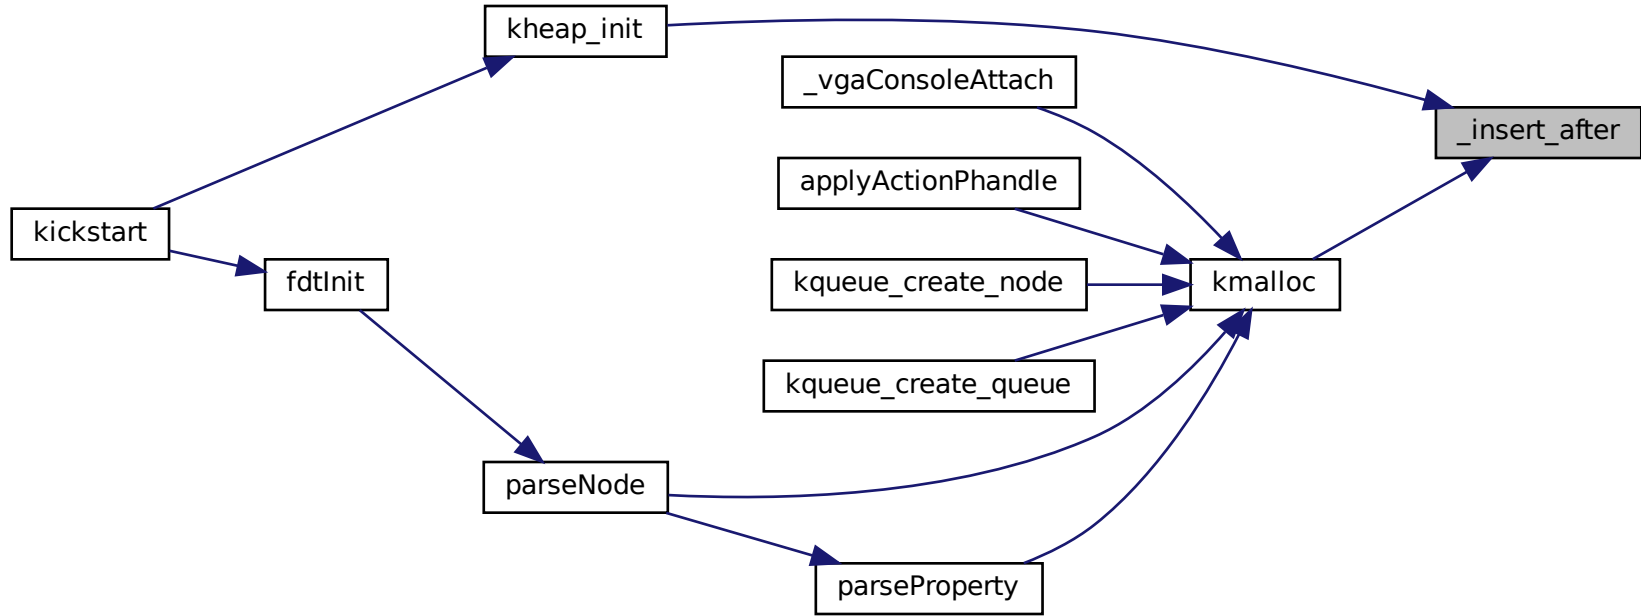 kheap_init
_vgaConsoleAttach
_insert_after
applyActionPhandle
kickstart
fdtInit
kqueue_create_node
kmalloc
kqueue_create_queue
parseNode
parseProperty